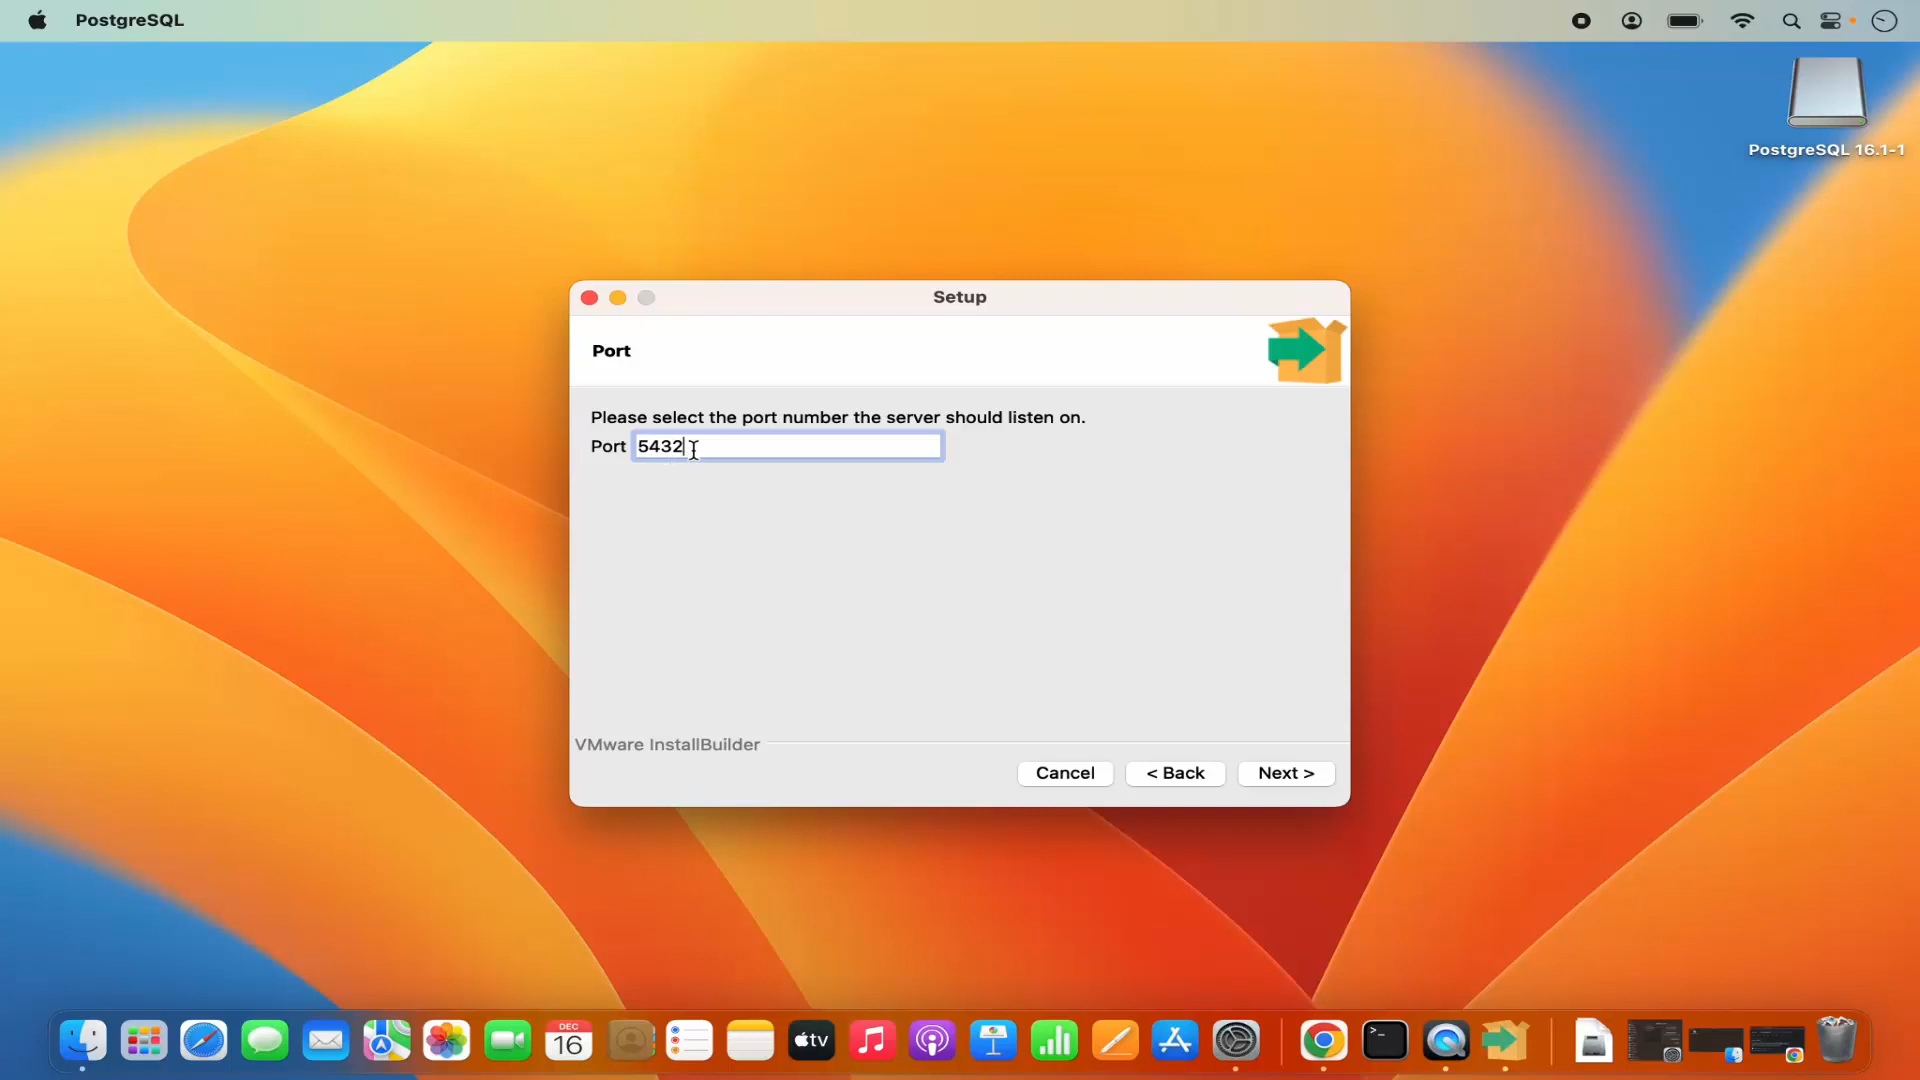 PostgreSQL
PostgreSQL 16.1-1
Setup
Port
Please select the port number the server should listen on.
Port 5432
VMware InstallBuilder
Cancel
< Back
Next >
DEC
16
tv
>_